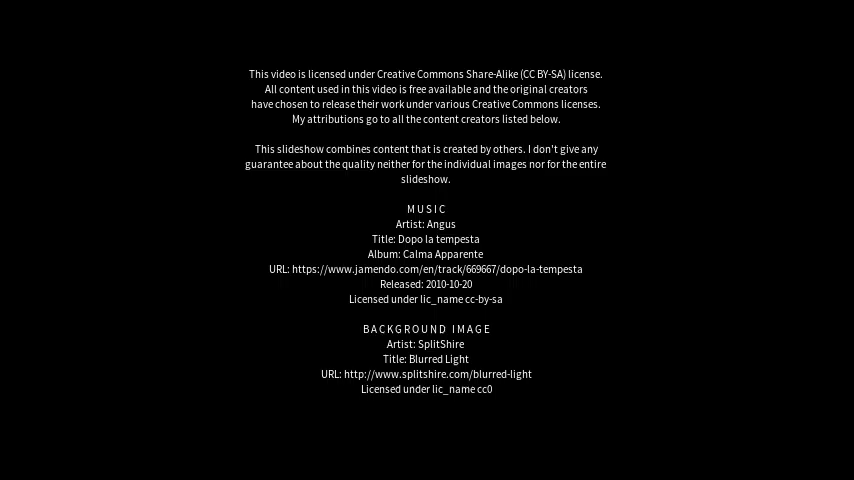 This video is licensed under Creative Commons Share-Alike (CC BY-SA) license.
All content used in this video is free available and the original creators
have chosen to release their work under various Creative Commons licenses.
My attributions go to all the content creators listed below.
This slideshow combines content that is created by others. I don't give any
guarantee about the quality neither for the individual images nor for the entire
slideshow.
MUSIC
Artist: Angus
Title: Dopo la tempesta
Album: Calma Apparente
URL: https://www.jamendo.com/en/track/669667/dopo-la-tempesta
Released: 2010-10-20
Licensed under lic_name cc-by-sa
BACKGROUND IMAGE
Artist: SplitShire
Title: Blurred Light
URL: http://www.splitshire.com/blurred-light
Licensed under lic_name cc0